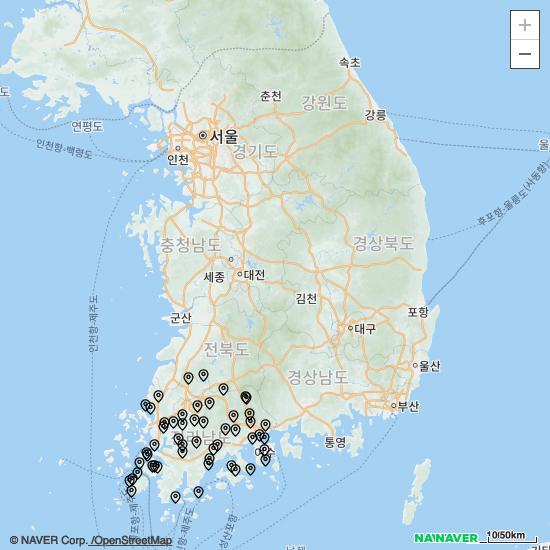 +
−
속초
춘천
강원도
강릉
도
연평도
서울
울
인천
경기도
인천항-백령도
후포항-울릉도(사동항)
충청남도
경상북도
세종
대전
김천
군산
포항
인천항-제주도
대구
전북도
경상남도
울산
부산
통영
© NAVER Corp. /OpenStreetMap
NAVER
10/50km